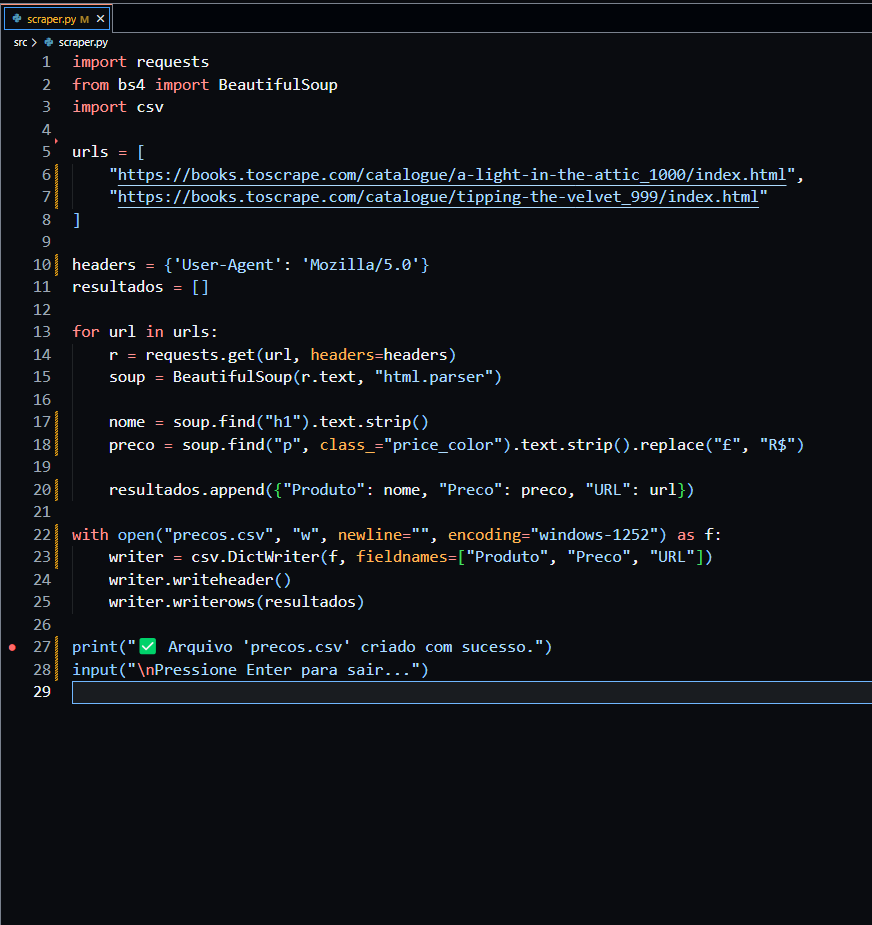 scraper.py M ×
src > scraper.py
1 import requests
2 from bs4 import BeautifulSoup
3 import csv
4
5 urls = [
6     "https://books.toscrape.com/catalogue/a-light-in-the-attic_1000/index.html",
7     "https://books.toscrape.com/catalogue/tipping-the-velvet_999/index.html"
8 ]
9
10 headers = {'User-Agent': 'Mozilla/5.0'}
11 resultados = []
12
13 for url in urls:
14     r = requests.get(url, headers=headers)
15     soup = BeautifulSoup(r.text, "html.parser")
16
17     nome = soup.find("h1").text.strip()
18     preco = soup.find("p", class_="price_color").text.strip().replace("£", "R$")
19
20     resultados.append({"Produto": nome, "Preco": preco, "URL": url})
21
22 with open("precos.csv", "w", newline="", encoding="windows-1252") as f:
23     writer = csv.DictWriter(f, fieldnames=["Produto", "Preco", "URL"])
24     writer.writeheader()
25     writer.writerows(resultados)
26
27 print("✅ Arquivo 'precos.csv' criado com sucesso.")
28 input("\nPressione Enter para sair...")
29